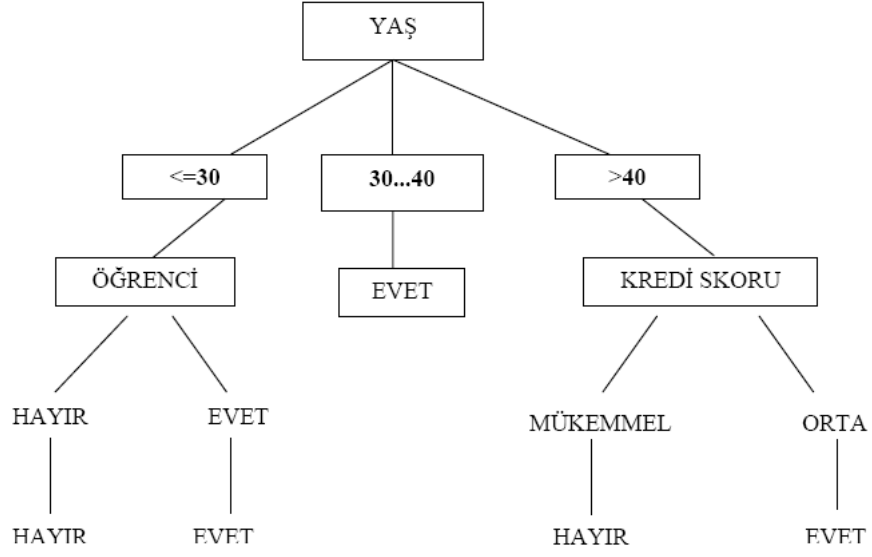 YAŞ
<=30
30...40
>40
ÖĞRENCİ
EVET
KREDİ SKORU
HAYIR
EVET
MÜKEMMEL
ORTA
HAYIR
EVET
HAYIR
EVET